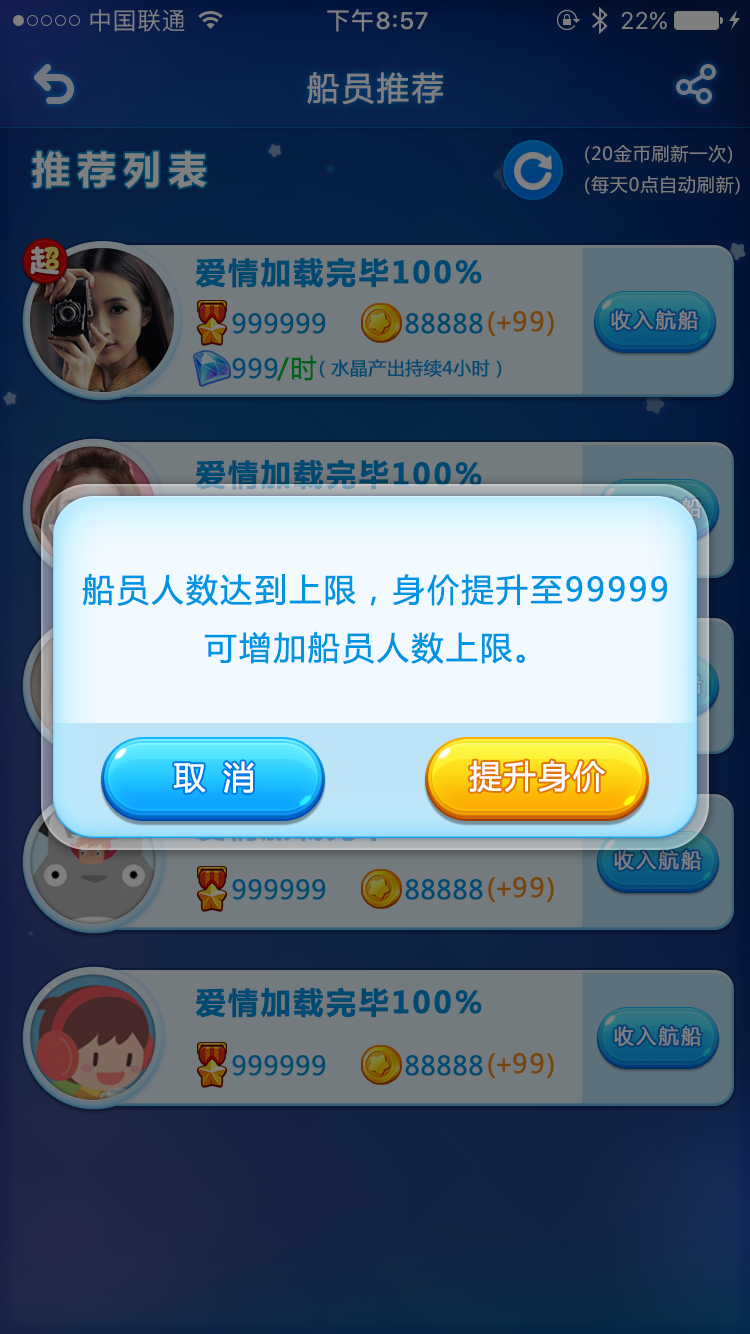 中国联通
下午8:57
22%
船员推荐
推荐列表
(20金币刷新一次)
(每天0点自动刷新)
超
爱情加载完毕100%
999999
88888(+99)
999/时(水晶产出持续4小时)
收入航船
爱情加载完毕100%
船
船员人数达到上限，身价提升至99999
可增加船员人数上限。
取 消
提升身价
999999
88888(+99)
收入航船
爱情加载完毕100%
999999
88888(+99)
收入航船